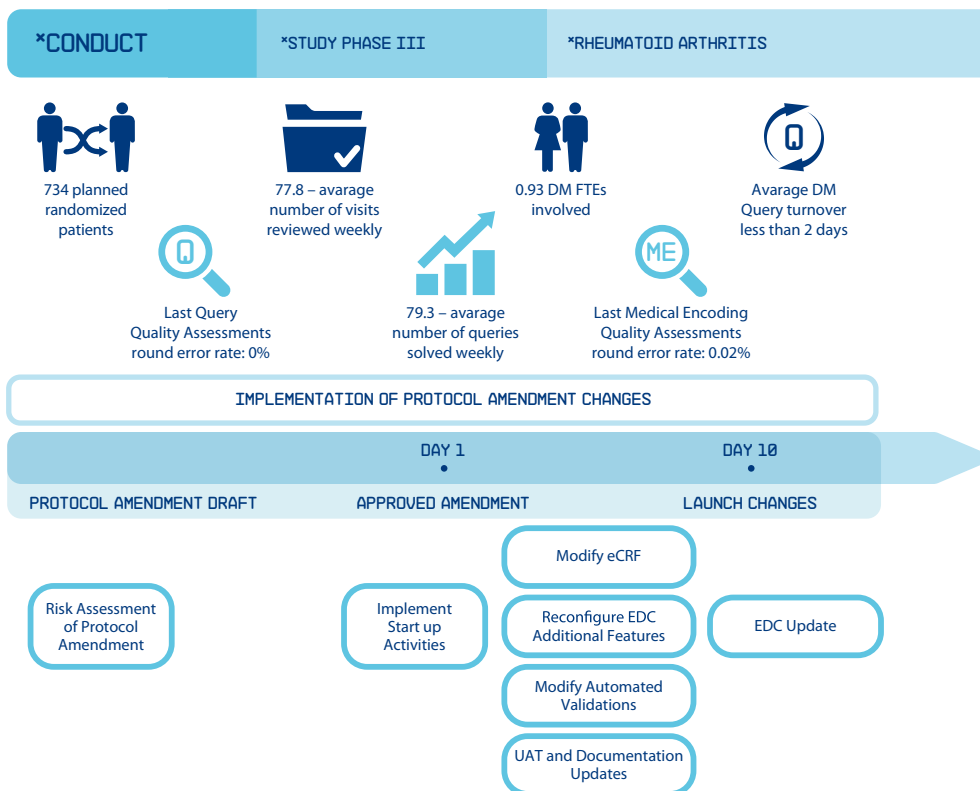 *CONDUCT
*STUDY PHASE III
*RHEUMATOID ARTHRITIS
734 planned
randomized
patients
77.8 – avarage
number of visits
reviewed weekly
0.93 DM FTEs
involved
Q
Avarage DM
Query turnover
less than 2 days
Q
Last Query
Quality Assessments
round error rate: 0%
79.3 – avarage
number of queries
solved weekly
ME
Last Medical Encoding
Quality Assessments
round error rate: 0.02%
IMPLEMENTATION OF PROTOCOL AMENDMENT CHANGES
DAY 1
DAY 10
PROTOCOL AMENDMENT DRAFT
APPROVED AMENDMENT
LAUNCH CHANGES
Risk Assessment
of Protocol
Amendment
Implement
Start up
Activities
Modify eCRF
Reconfigure EDC
Additional Features
Modify Automated
Validations
UAT and Documentation
Updates
EDC Update